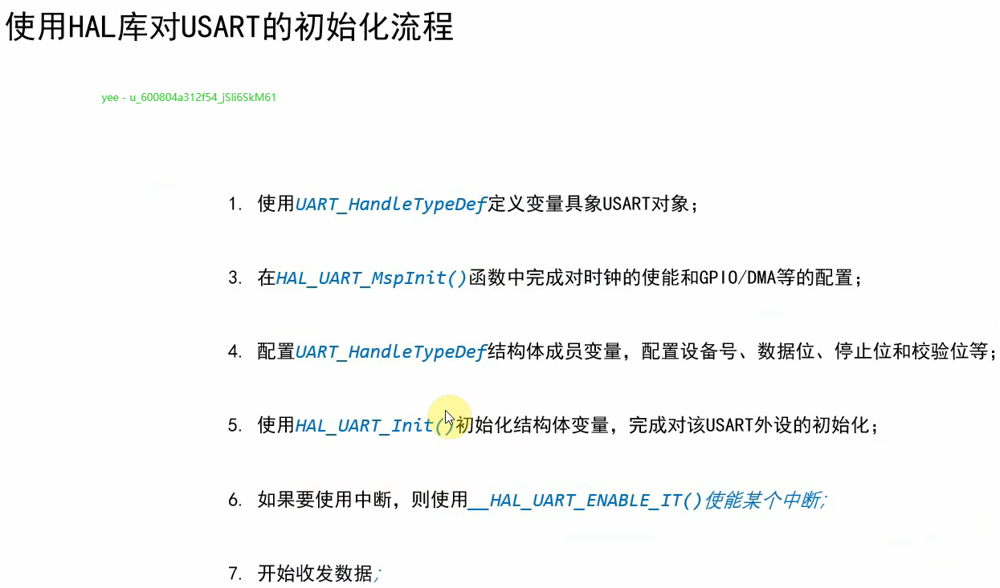 使用HAL库对USART的初始化流程
yee - u_600804a312f54_jSli6SkM61
1. 使用UART_HandleTypeDef定义变量具象USART对象；
3. 在HAL_UART_MspInit()函数中完成对时钟的使能和GPIO/DMA等的配置；
4. 配置UART_HandleTypeDef结构体成员变量，配置设备号、数据位、停止位和校验位等；
5. 使用HAL_UART_Init()初始化结构体变量，完成对该USART外设的初始化；
6. 如果要使用中断，则使用__HAL_UART_ENABLE_IT()使能某个中断;
7. 开始收发数据;